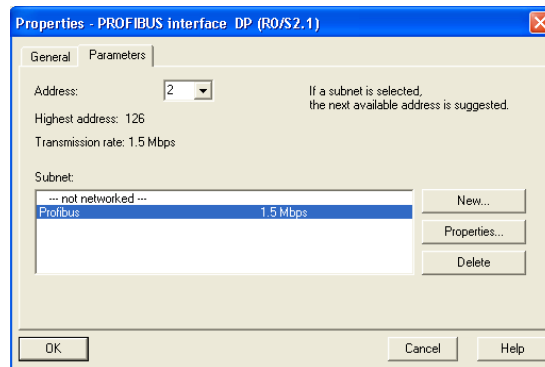 Properties - PROFIBUS interface DP (R0/S2.1)
General
Parameters
Address:
2
If a subnet is selected,
the next available address is suggested.
Highest address: 126
Transmission rate: 1.5 Mbps
Subnet:
--- not networked ---
Profibus 1.5 Mbps
New...
Properties...
Delete
OK
Cancel
Help